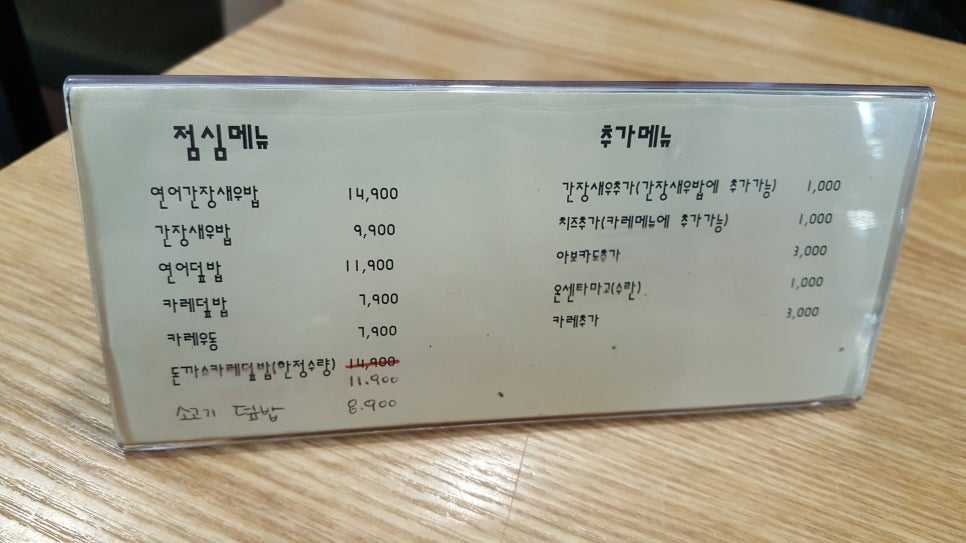 점심메뉴
연어간장새우밥 14,900
간장새우밥 9,900
연어덮밥 11,900
카레덮밥 7,900
카레우동 7,900
돈까스카레덮밥(한정수량) 14,900
11.900
소고기 덮밥 8.900
추가메뉴
간장새우추가(간장새우밥에 추가가능) 1,000
치즈추가(카레메뉴에 추가가능) 1,000
아보카도추가 3,000
온센타마고(수란) 1,000
카레추가 3,000